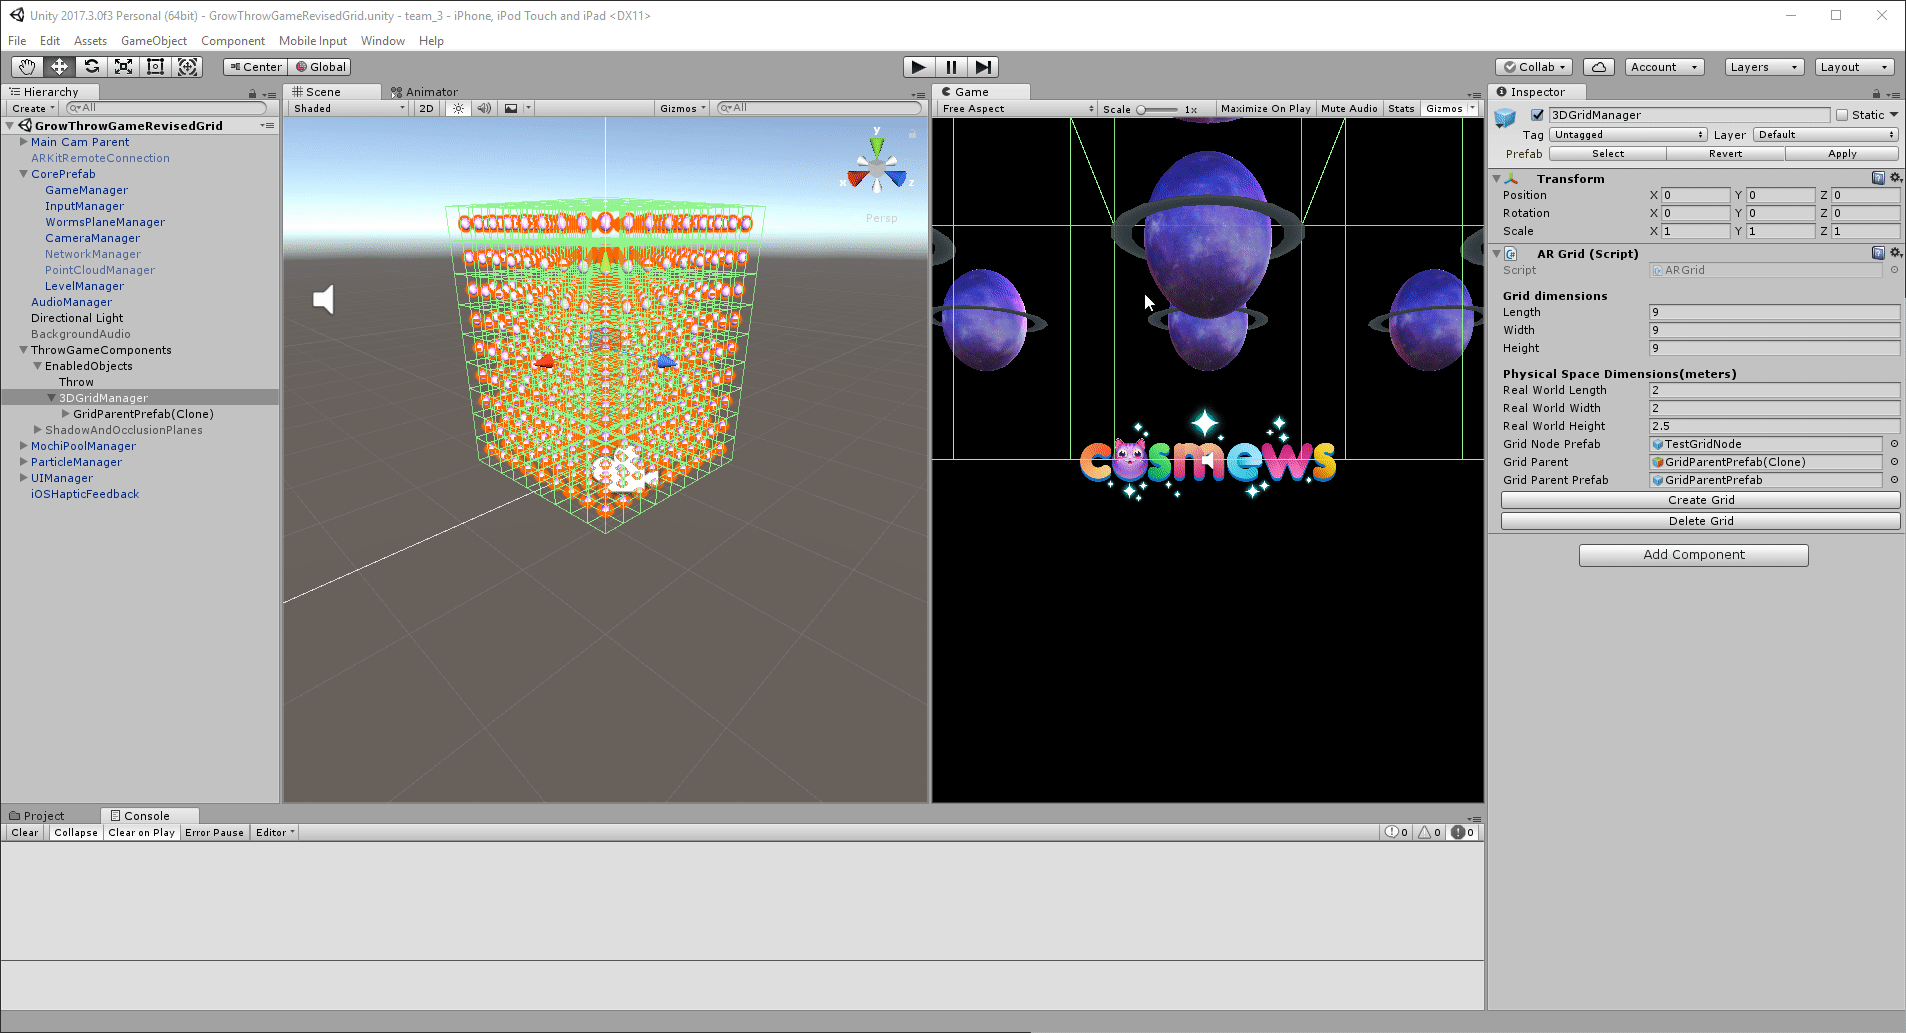 Unity 2017.3.0f3 Personal (64bit) - GrowThrowGameRevisedGrid.unity - team_3 - iPhone, iPod Touch and iPad <DX11>
File Edit Assets GameObject Component Mobile Input Window Help
Center Global Collab Account Layers Layout
Hierarchy
Create All
GrowThrowGameRevisedGrid
Main Cam Parent
ARKitRemoteConnection
CorePrefab
GameManager
InputManager
WormsPlaneManager
CameraManager
NetworkManager
PointCloudManager
LevelManager
AudioManager
Directional Light
BackgroundAudio
ThrowGameComponents
EnabledObjects
Throw
3DGridManager
GridParentPrefab(Clone)
ShadowAndOcclusionPlanes
MochiPoolManager
ParticleManager
UIManager
iOSHapticFeedback
Scene Animator
Shaded 2D Gizmos All
y
x z
Persp
Game
Free Aspect Scale 1x Maximize On Play Mute Audio Stats Gizmos
cosmews
Inspector
3DGridManager Static
Tag Untagged Layer Default
Prefab Select Revert Apply
Transform
Position X 0 Y 0 Z 0
Rotation X 0 Y 0 Z 0
Scale X 1 Y 1 Z 1
AR Grid (Script)
Script ARGrid
Grid dimensions
Length 9
Width 9
Height 9
Physical Space Dimensions(meters)
Real World Length 2
Real World Width 2
Real World Height 2.5
Grid Node Prefab TestGridNode
Grid Parent GridParentPrefab(Clone)
Grid Parent Prefab GridParentPrefab
Create Grid
Delete Grid
Add Component
Project Console
Clear Collapse Clear on Play Error Pause Editor 0 0 0